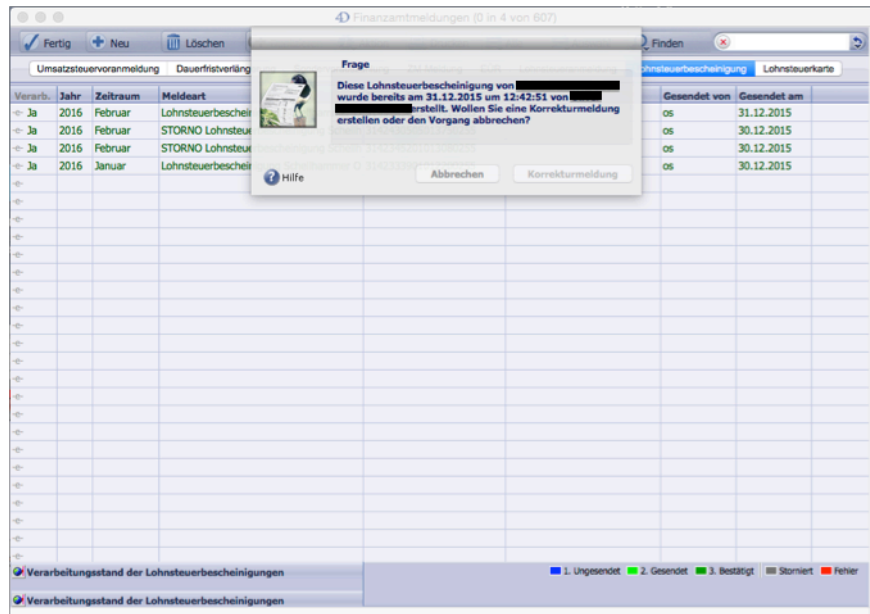 Finanzamtmeldungen (0 in 4 von 607)
Fertig Neu Löschen Finden
Umsatzsteuervoranmeldung Dauerfristverläng Lohnsteuerbescheinigung Lohnsteuerkarte
Frage
Diese Lohnsteuerbescheinigung von
wurde bereits am 31.12.2015 um 12:42:51 von
erstellt. Wollen Sie eine Korrekturmeldung
erstellen oder den Vorgang abbrechen?
Hilfe Abbrechen Korrekturmeldung
Verarb. Jahr Zeitraum Meldeart Gesendet von Gesendet am
Ja 2016 Februar Lohnsteuerbeschei os 31.12.2015
Ja 2016 Februar STORNO Lohnsteue os 30.12.2015
Ja 2016 Februar STORNO Lohnsteue os 30.12.2015
Ja 2016 Januar Lohnsteuerbeschei os 30.12.2015
Verarbeitungsstand der Lohnsteuerbescheinigungen
1. Ungesendet 2. Gesendet 3. Bestätigt Storniert Fehler
Verarbeitungsstand der Lohnsteuerbescheinigungen